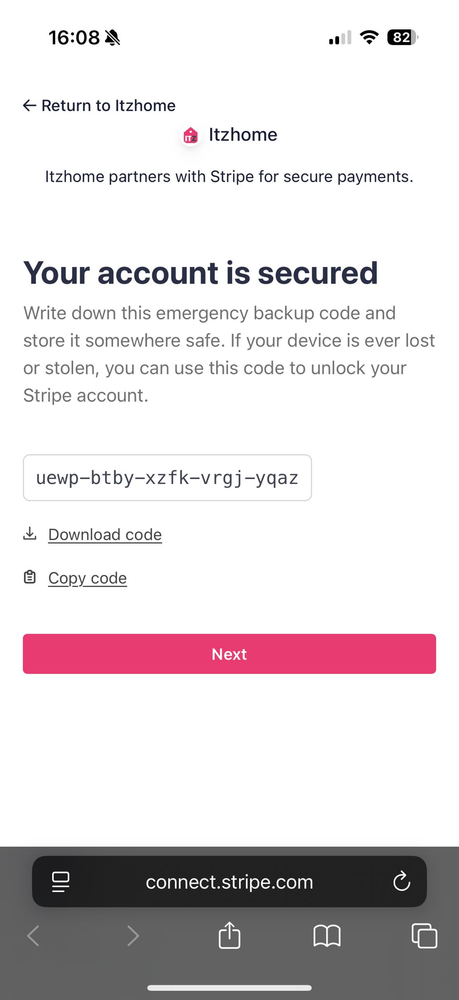 16:08
82
← Return to Itzhome
ITZ Itzhome
Itzhome partners with Stripe for secure payments.
Your account is secured
Write down this emergency backup code and
store it somewhere safe. If your device is ever lost
or stolen, you can use this code to unlock your
Stripe account.
uewp-btby-xzfk-vrgj-yqaz
Download code
Copy code
Next
connect.stripe.com